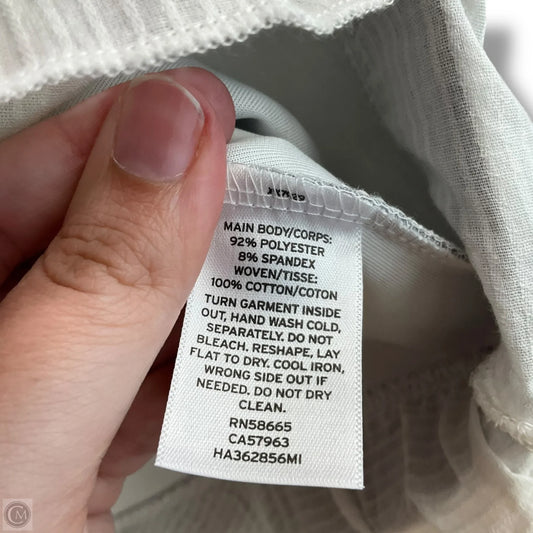 MAIN BODY/CORPS:
92% POLYESTER
8% SPANDEX
WOVEN/TISSE:
100% COTTON/COTON
TURN GARMENT INSIDE
OUT, HAND WASH COLD,
SEPARATELY. DO NOT
BLEACH. RESHAPE, LAY
FLAT TO DRY. COOL IRON,
WRONG SIDE OUT IF
NEEDED. DO NOT DRY
CLEAN.
RN58665
CA57963
HA362856MI